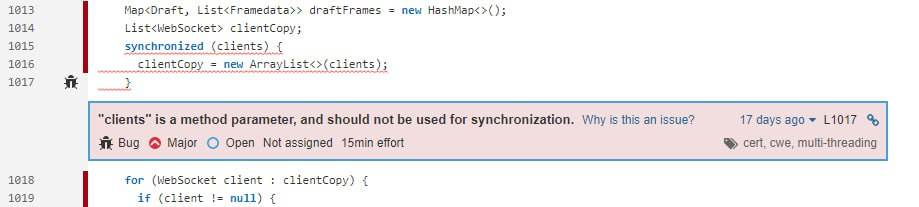 1013 Map<Draft, List<Framedata>> draftFrames = new HashMap<>();
1014 List<WebSocket> clientCopy;
1015 synchronized (clients) {
1016 clientCopy = new ArrayList<>(clients);
1017 }
"clients" is a method parameter, and should not be used for synchronization. Why is this an issue? 17 days ago L1017
Bug Major Open Not assigned 15min effort cert, cwe, multi-threading
1018 for (WebSocket client : clientCopy) {
1019 if (client != null) {